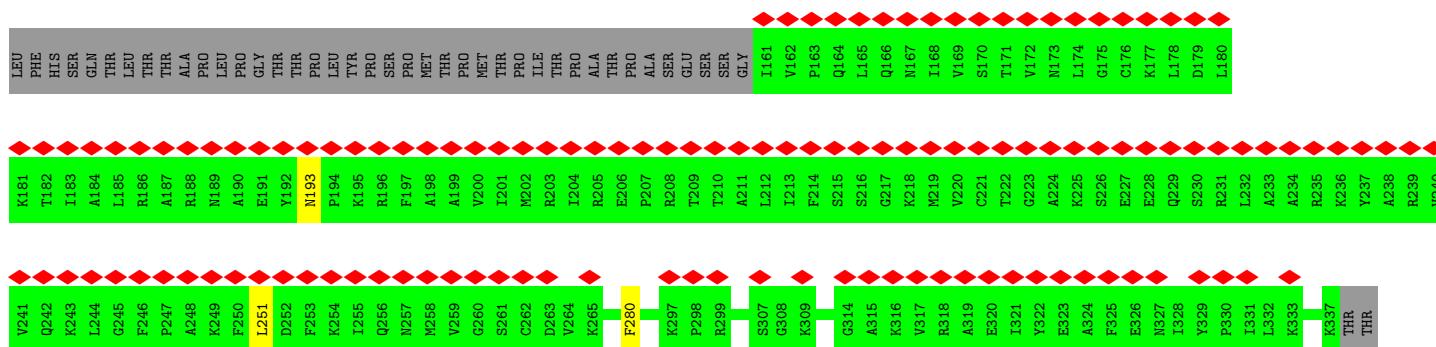 LEU PHE HIS SER GLN THR LEU THR THR ALA PRO LEU PRO GLY THR THR PRO LEU TYR PRO SER PRO MET THR PRO MET THR PRO ILE THR PRO ALA THR PRO ALA SER GLU SER SER GLY I161 V162 P163 Q164 L165 Q166 N167 I168 V169 S170 T171 V172 N173 L174 G175 C176 K177 L178 D179 L180
K181 T182 I183 A184 L185 R186 A187 R188 N189 A190 E191 Y192 N193 P194 K195 R196 F197 A198 A199 V200 I201 M202 R203 I204 R205 E206 P207 R208 T209 T210 A211 L212 I213 F214 S215 S216 G217 K218 M219 V220 C221 T222 G223 A224 K225 S226 E227 E228 Q229 S230 R231 L232 A233 A234 R235 K236 Y237 A238 R239 V240
V241 Q242 K243 L244 G245 F246 P247 A248 K249 F250 L251 D252 F253 K254 I255 Q256 N257 M258 V259 G260 S261 C262 D263 V264 K265 F280 K297 P298 R299 S307 G308 K309 G314 A315 K316 V317 R318 A319 E320 I321 Y322 E323 A324 F325 E326 N327 I328 Y329 P330 I331 L332 K333 K337 THR THR